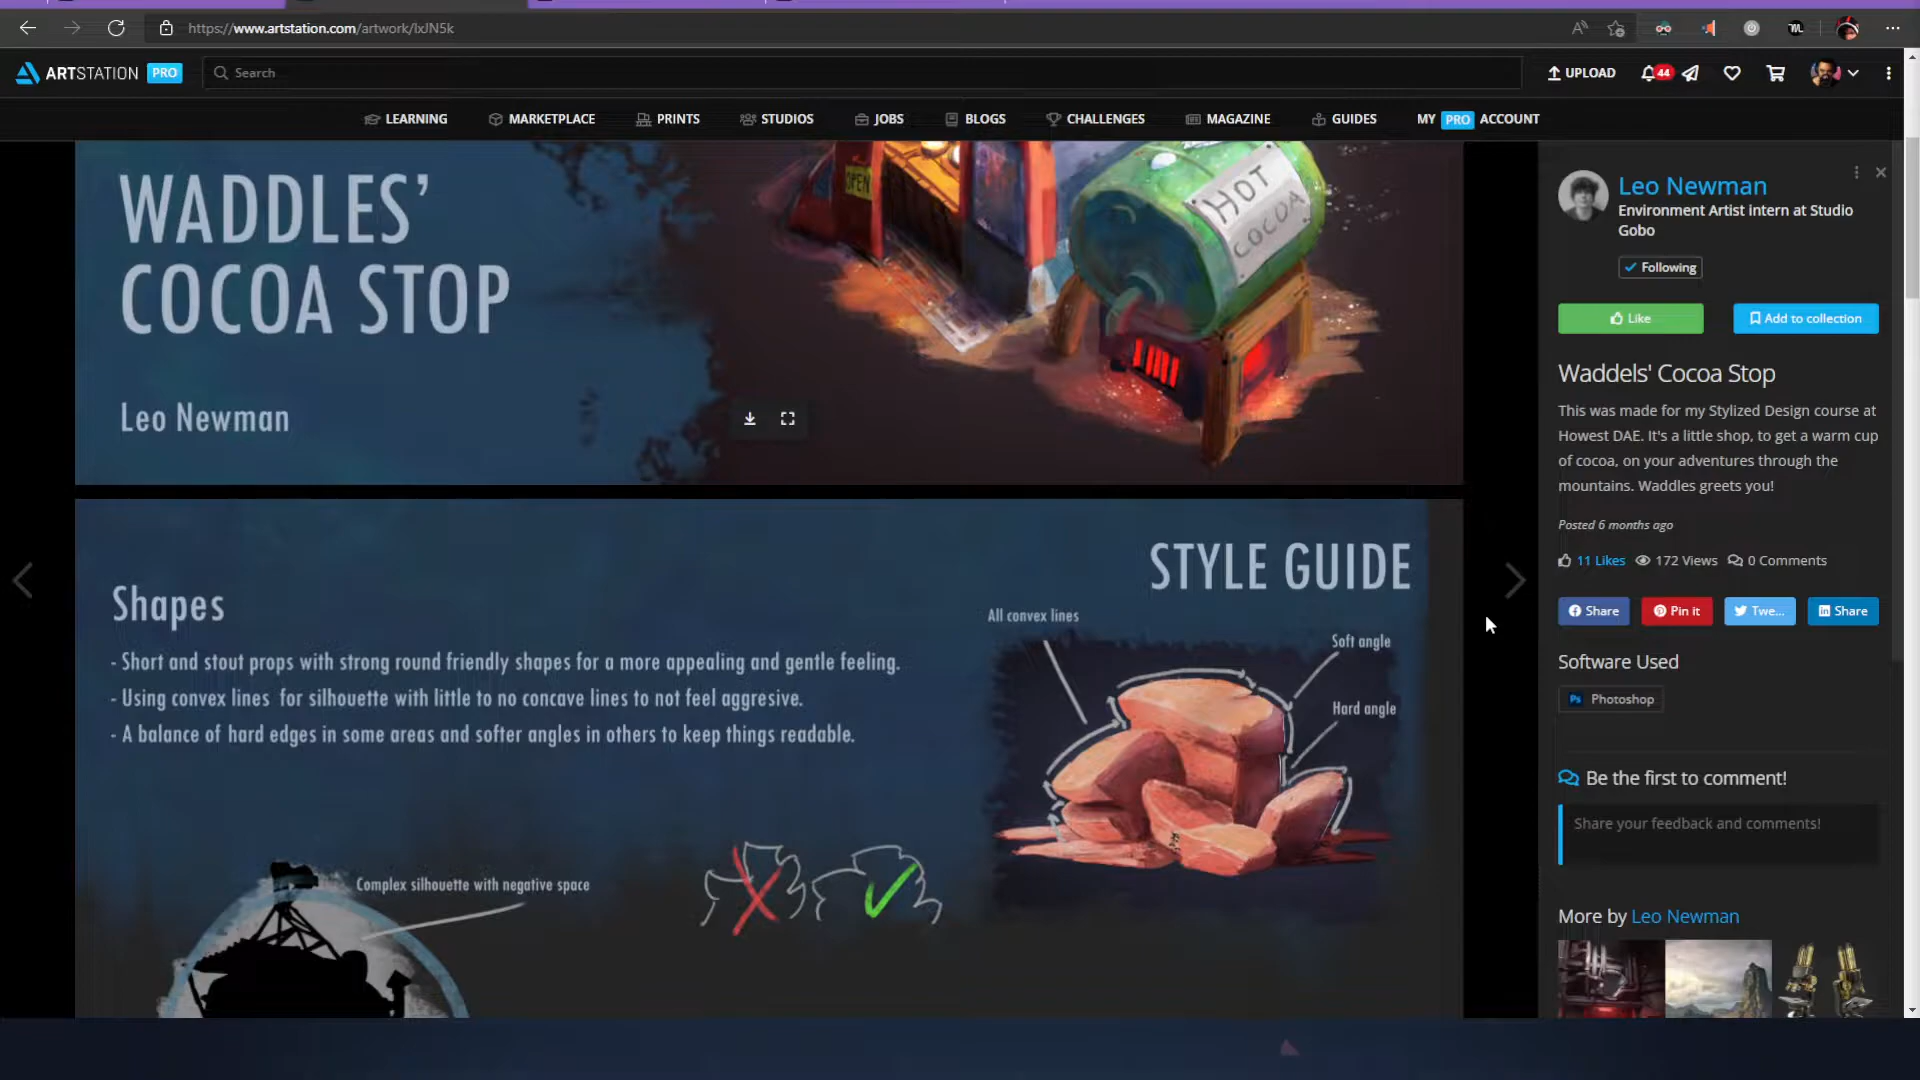 https://www.artstation.com/artwork/lxJN5k
ARTSTATION PRO
Search
UPLOAD
44
LEARNING
MARKETPLACE
PRINTS
STUDIOS
JOBS
BLOGS
CHALLENGES
MAGAZINE
GUIDES
MY PRO ACCOUNT
WADDLES'
COCOA STOP
Leo Newman
OPEN
HOT
COCOA
STYLE GUIDE
Shapes
- Short and stout props with strong round friendly shapes for a more appealing and gentle feeling.
- Using convex lines for silhouette with little to no concave lines to not feel aggresive.
- A balance of hard edges in some areas and softer angles in others to keep things readable.
All convex lines
Soft angle
Hard angle
Complex silhouette with negative space
Leo Newman
Environment Artist intern at Studio
Gobo
Following
Like
Add to collection
Waddels' Cocoa Stop
This was made for my Stylized Design course at
Howest DAE. It's a little shop, to get a warm cup
of cocoa, on your adventures through the
mountains. Waddles greets you!
Posted 6 months ago
11 Likes 172 Views 0 Comments
Share
Pin it
Twe...
Share
Software Used
Ps Photoshop
Be the first to comment!
Share your feedback and comments!
More by Leo Newman